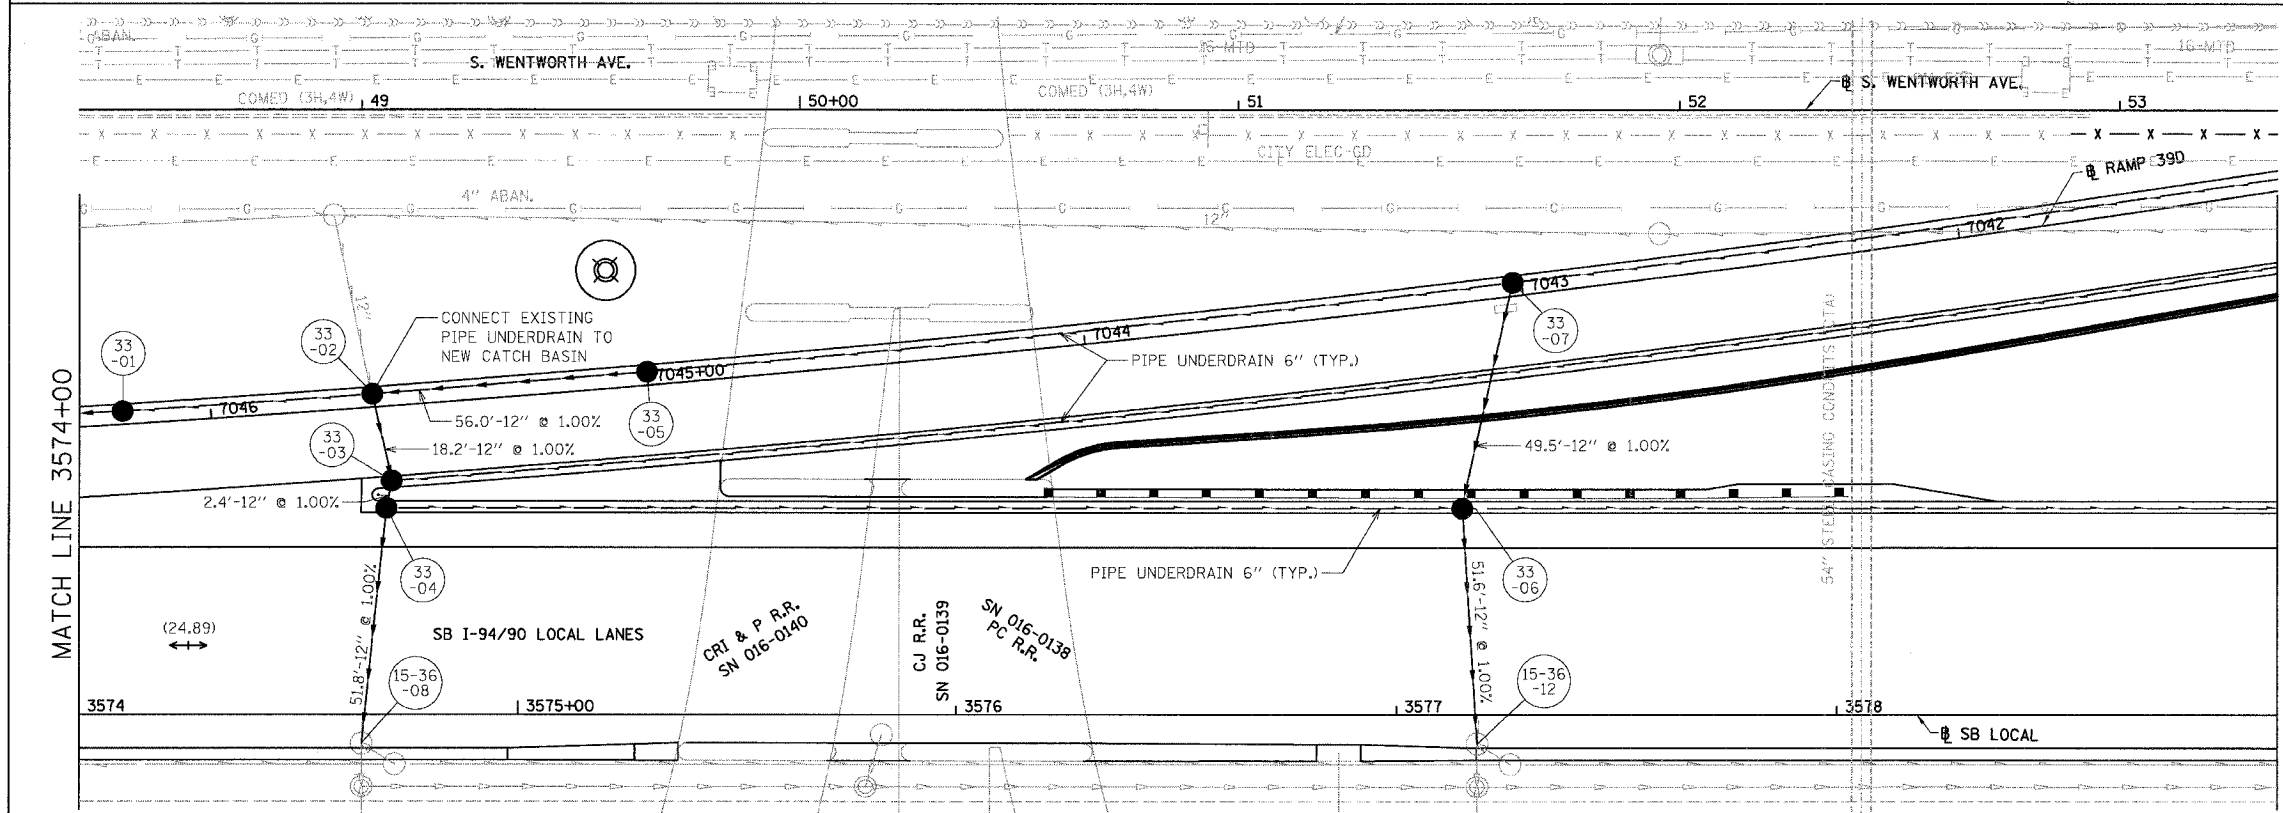 ABAN.
G G G G G G G
S. WENTWORTH AVE.
16-MTD
16-MTD
COMED (3H,4W)
COMED (3H,4W)
℄ S. WENTWORTH AVE.
49
50+00
51
52
53
CITY ELEC-GD
℄ RAMP 39D
4" ABAN.
12"
7042
12"
CONNECT EXISTING
PIPE UNDERDRAIN TO
NEW CATCH BASIN
7043
33
-07
33
-02
33
-01
7044
PIPE UNDERDRAIN 6" (TYP.)
7045+00
7046
33
-05
56.0'-12" @ 1.00%
33
-03
18.2'-12" @ 1.00%
49.5'-12" @ 1.00%
2.4'-12" @ 1.00%
MATCH LINE 3574+00
54" STEEL CASING CONDUITS
33
-04
PIPE UNDERDRAIN 6" (TYP.)
33
-06
51.8'-12" @ 1.00%
51.6'-12" @ 1.00%
(24.89)
SB I-94/90 LOCAL LANES
CRI & P R.R.
SN 016-0140
CJ R.R.
SN 016-0139
SN 016-0138
PC R.R.
15-36
-08
15-36
-12
3574
3575+00
3576
3577
3578
℄ SB LOCAL